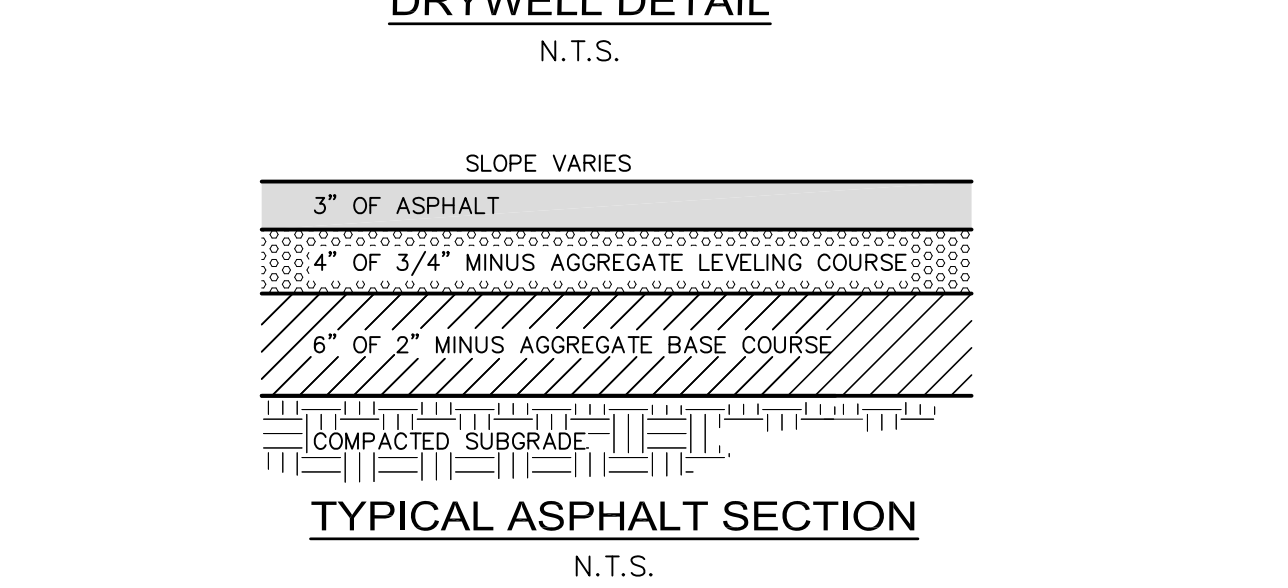 DRYWELL DETAIL
N.T.S.
SLOPE VARIES
3" OF ASPHALT
4" OF 3/4" MINUS AGGREGATE LEVELING COURSE
6" OF 2" MINUS AGGREGATE BASE COURSE
COMPACTED SUBGRADE
TYPICAL ASPHALT SECTION
N.T.S.